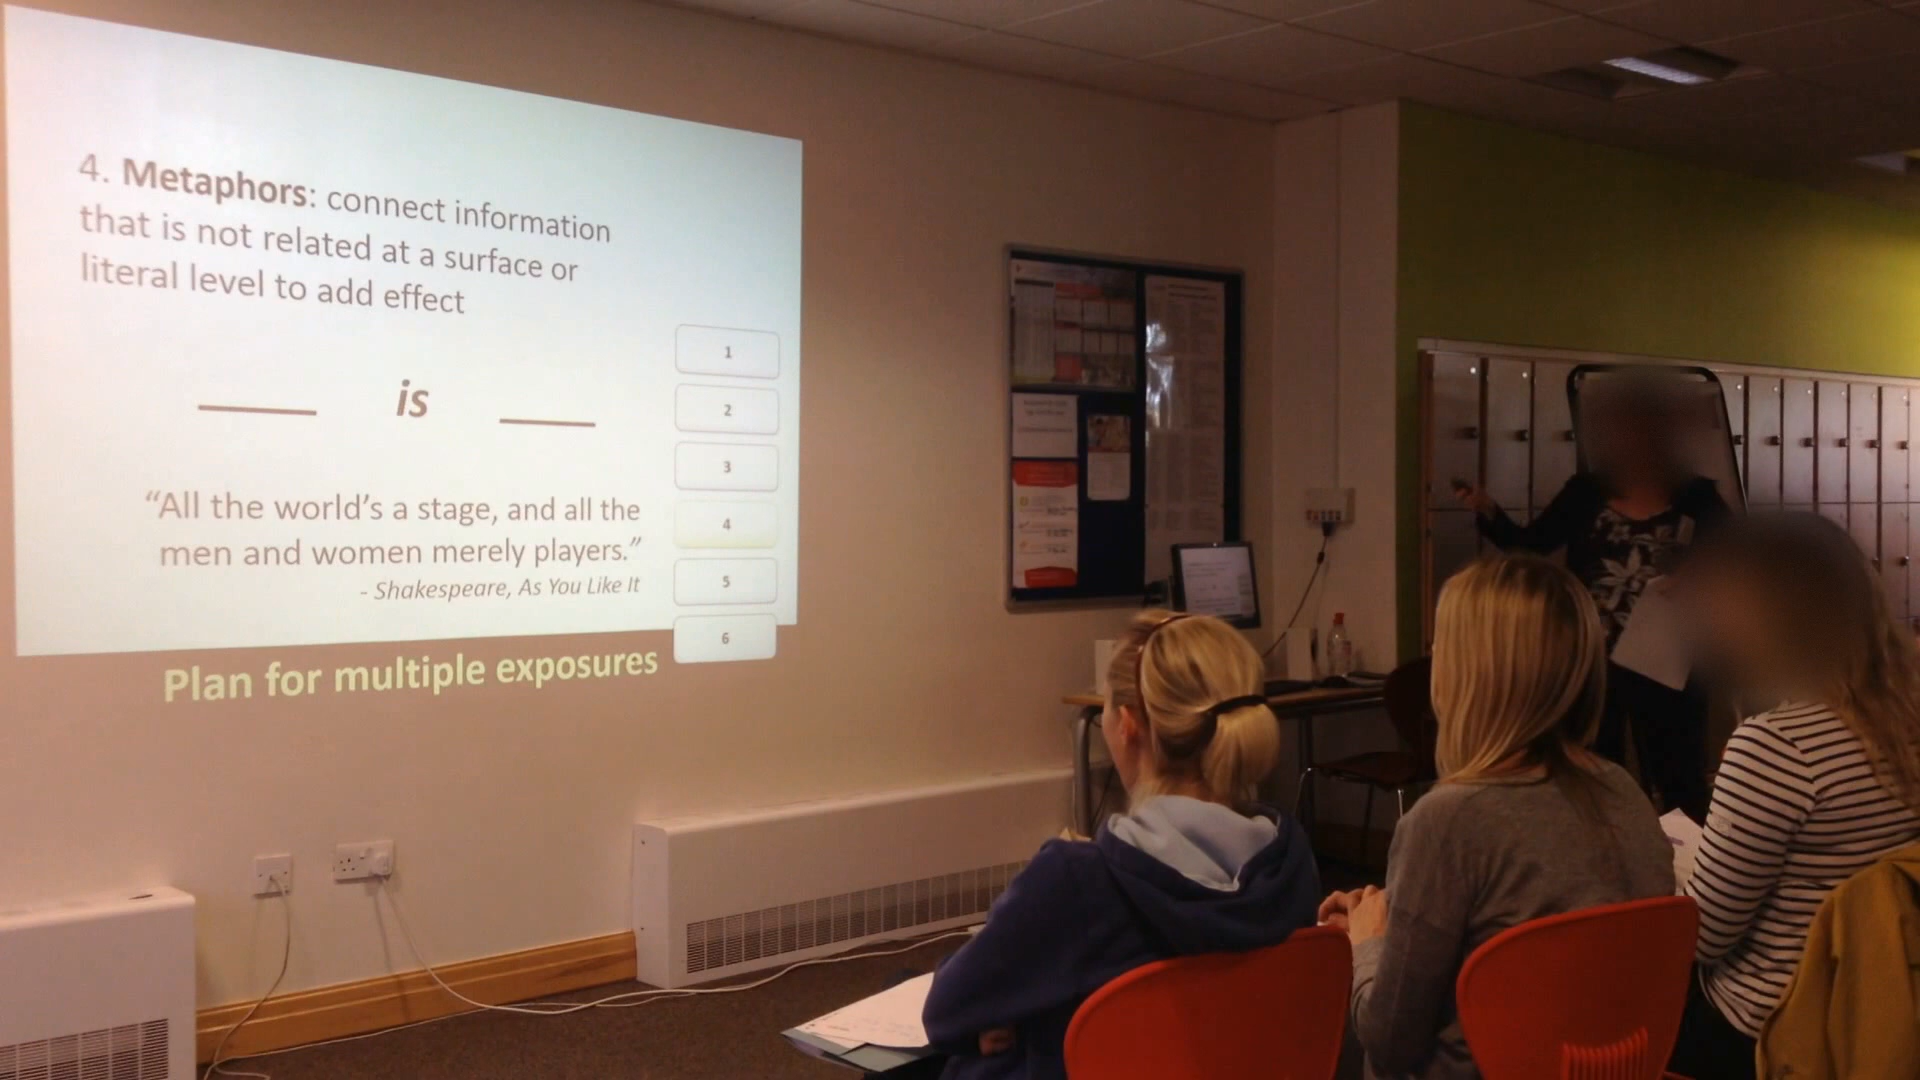 4. Metaphors: connect information
that is not related at a surface or
literal level to add effect
is
“All the world’s a stage, and all the
men and women merely players.”
- Shakespeare, As You Like It
Plan for multiple exposures
1
2
3
4
5
6